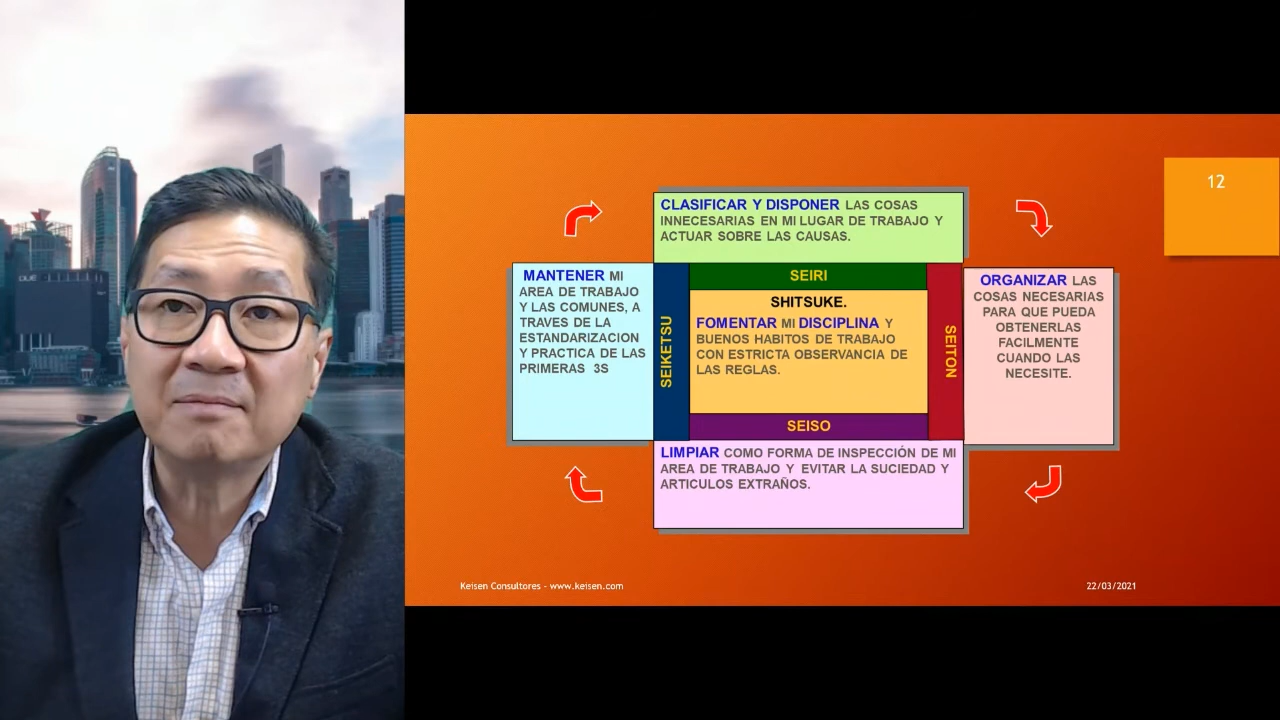 12
CLASIFICAR Y DISPONER LAS COSAS
INNECESARIAS EN MI LUGAR DE TRABAJO Y
ACTUAR SOBRE LAS CAUSAS.
SEIRI
MANTENER MI
AREA DE TRABAJO
Y LAS COMUNES, A
TRAVES DE LA
ESTANDARIZACION
Y PRACTICA DE LAS
PRIMERAS 3S
SEIKETSU
SHITSUKE.
FOMENTAR MI DISCIPLINA Y
BUENOS HABITOS DE TRABAJO
CON ESTRICTA OBSERVANCIA DE
LAS REGLAS.
SEITON
ORGANIZAR LAS
COSAS NECESARIAS
PARA QUE PUEDA
OBTENERLAS
FACILMENTE
CUANDO LAS
NECESITE.
SEISO
LIMPIAR COMO FORMA DE INSPECCIÓN DE MI
AREA DE TRABAJO Y EVITAR LA SUCIEDAD Y
ARTICULOS EXTRAÑOS.
Keisen Consultores - www.keisen.com
22/03/2021